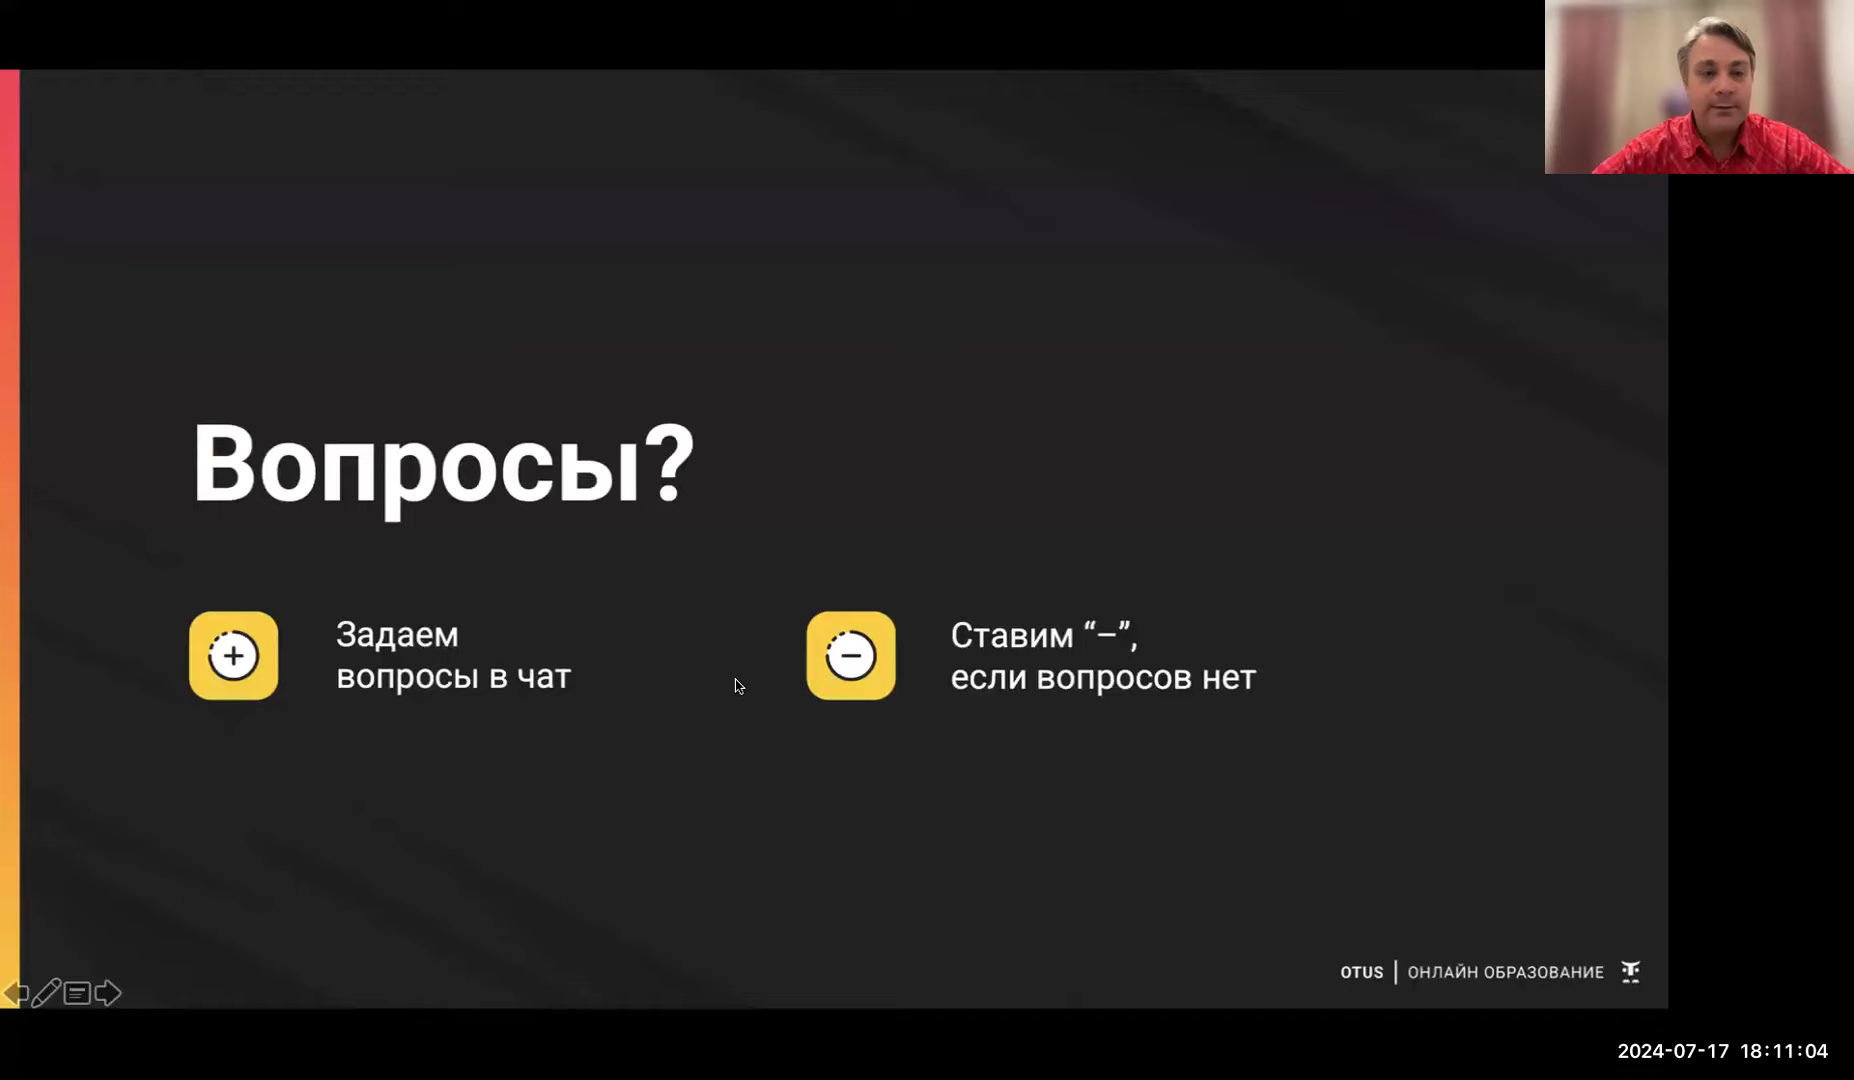 Вопросы?
Задаем
вопросы в чат
Ставим “–”,
если вопросов нет
OTUS | ОНЛАЙН ОБРАЗОВАНИЕ
2024-07-17 18:11:04